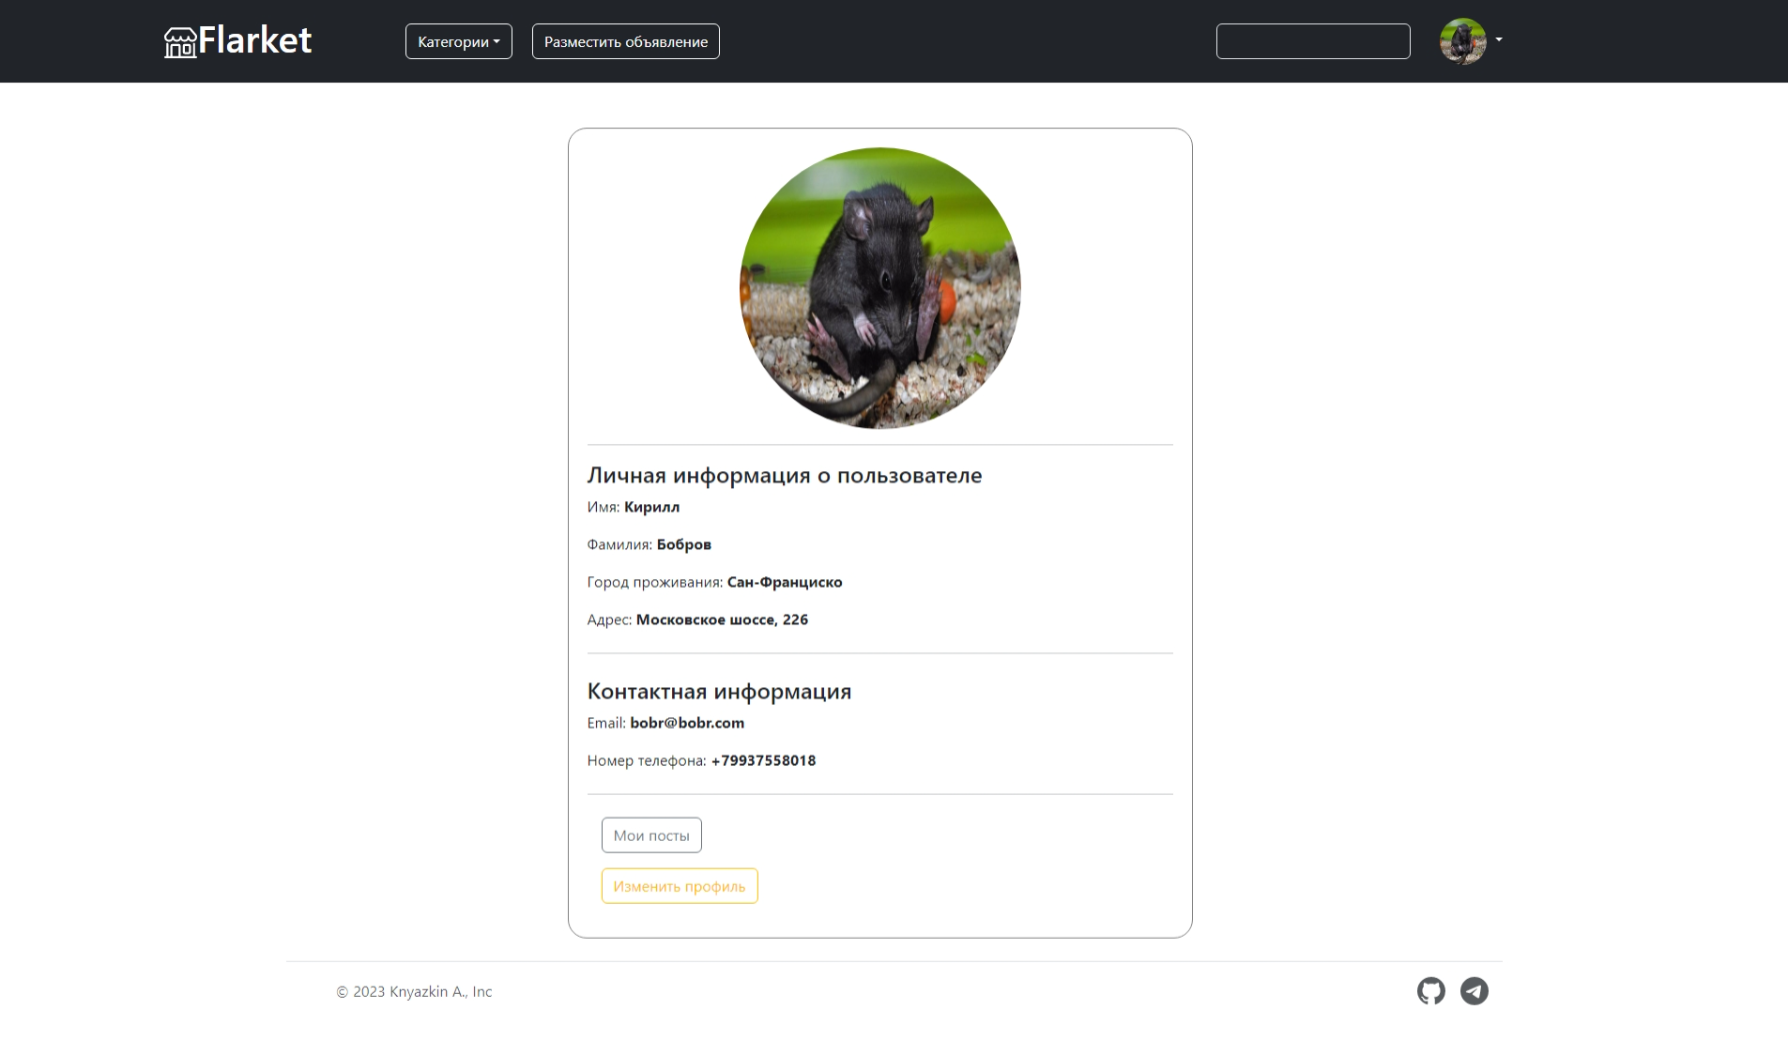 Flarket
Категории
Разместить объявление
Личная информация о пользователе
Имя: Кирилл
Фамилия: Бобров
Город проживания: Сан-Франциско
Адрес: Московское шоссе, 226
Контактная информация
Email: bobr@bobr.com
Номер телефона: +79937558018
Мои посты
Изменить профиль
© 2023 Knyazkin A., Inc